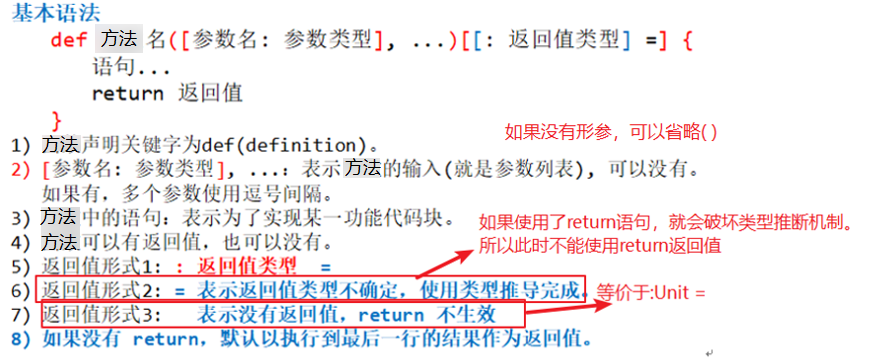 基本语法
def 方法 名([参数名: 参数类型], ...)[[: 返回值类型] =] {
语句...
return 返回值
}
如果没有形参，可以省略( )
1) 方法声明关键字为def(definition)。
2) [参数名: 参数类型], ...: 表示方法的输入(就是参数列表), 可以没有。
如果有, 多个参数使用逗号间隔。
3) 方法中的语句: 表示为了实现某一功能代码块。
如果使用了return语句，就会破坏类型推断机制。
所以此时不能使用return返回值
4) 方法可以有返回值, 也可以没有。
5) 返回值形式1: : 返回值类型 =
6) 返回值形式2: = 表示返回值类型不确定, 使用类型推导完成。
等价于:Unit =
7) 返回值形式3: 表示没有返回值, return 不生效
8) 如果没有 return, 默认以执行到最后一行的结果作为返回值。